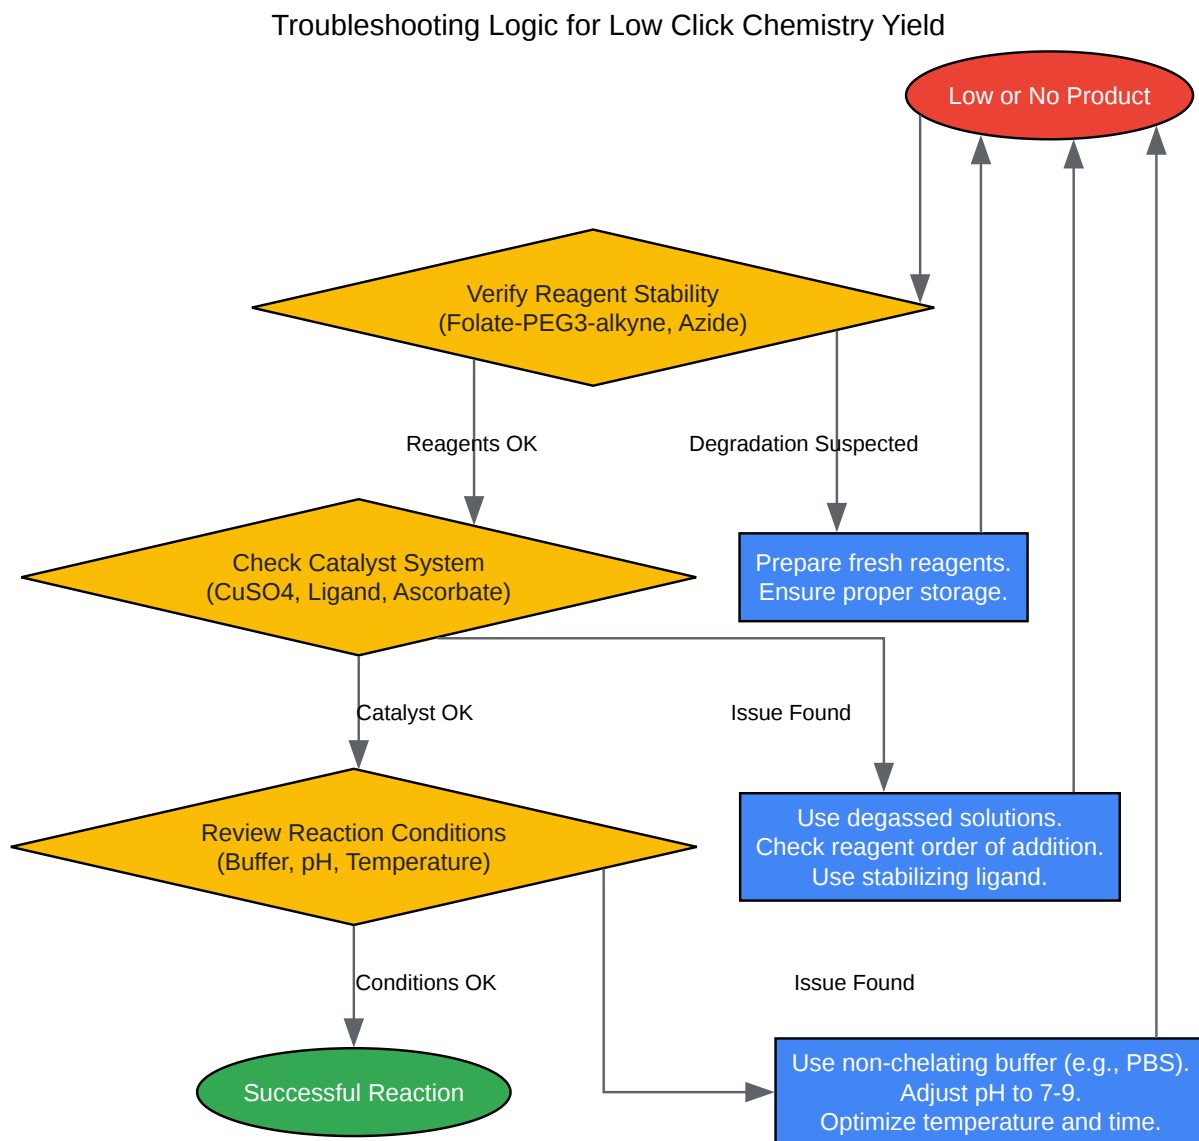 Troubleshooting Logic for Low Click Chemistry Yield
Low or No Product
Verify Reagent Stability
(Folate-PEG3-alkyne, Azide)
Reagents OK
Degradation Suspected
Check Catalyst System
(CuSO4, Ligand, Ascorbate)
Prepare fresh reagents.
Ensure proper storage.
Catalyst OK
Issue Found
Review Reaction Conditions
(Buffer, pH, Temperature)
Use degassed solutions.
Check reagent order of addition.
Use stabilizing ligand.
Conditions OK
Issue Found
Successful Reaction
Use non-chelating buffer (e.g., PBS).
Adjust pH to 7-9.
Optimize temperature and time.